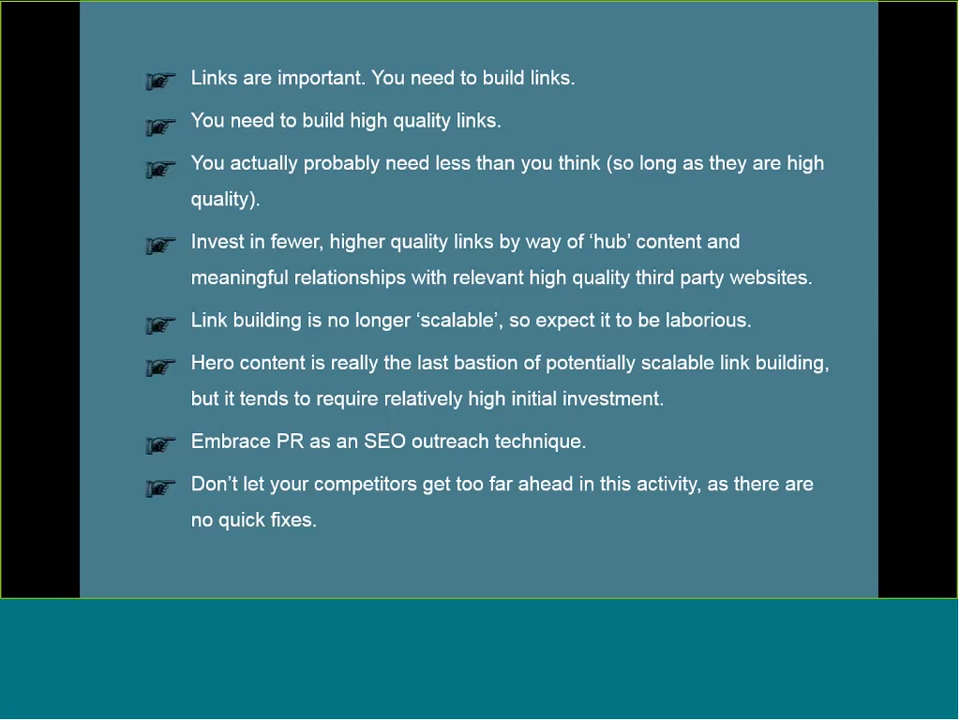 Links are important. You need to build links.
You need to build high quality links.
You actually probably need less than you think (so long as they are high
quality).
Invest in fewer, higher quality links by way of ‘hub’ content and
meaningful relationships with relevant high quality third party websites.
Link building is no longer ‘scalable’, so expect it to be laborious.
Hero content is really the last bastion of potentially scalable link building,
but it tends to require relatively high initial investment.
Embrace PR as an SEO outreach technique.
Don’t let your competitors get too far ahead in this activity, as there are
no quick fixes.